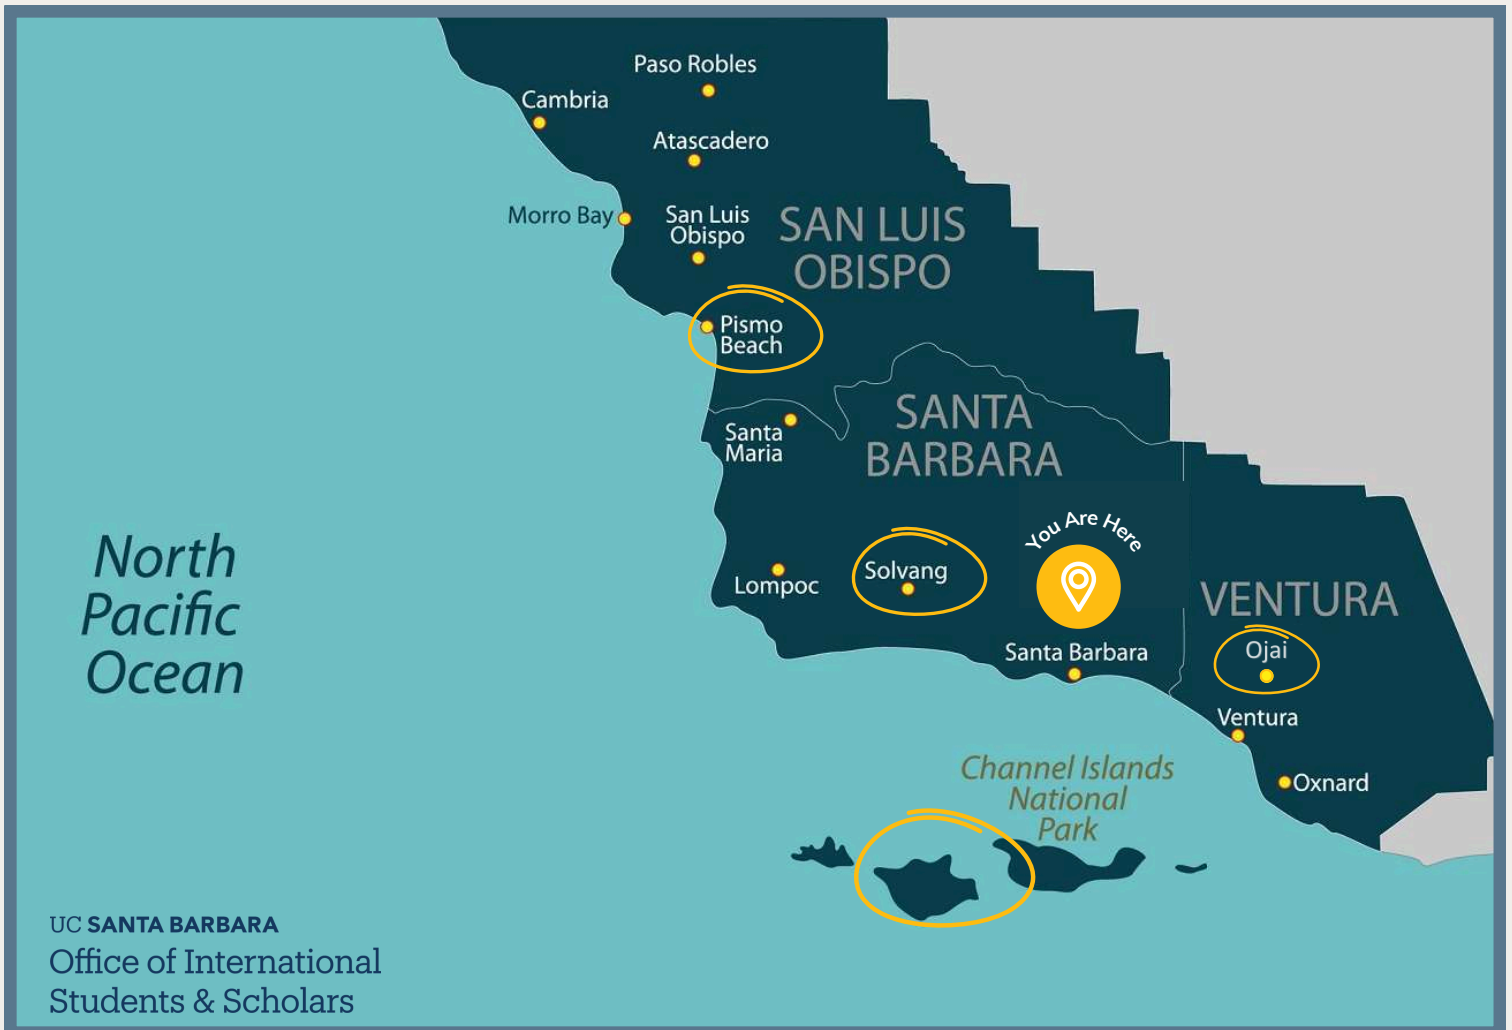 Paso Robles
Cambria
Atascadero
Morro Bay
San Luis
Obispo
SAN LUIS
OBISPO
Pismo
Beach
SANTA
BARBARA
Santa
Maria
You Are Here
North
Pacific
Ocean
Solvang
Lompoc
VENTURA
Santa Barbara
Ojai
Ventura
Oxnard
Channel Islands
National
Park
UC SANTA BARBARA
Office of International
Students & Scholars